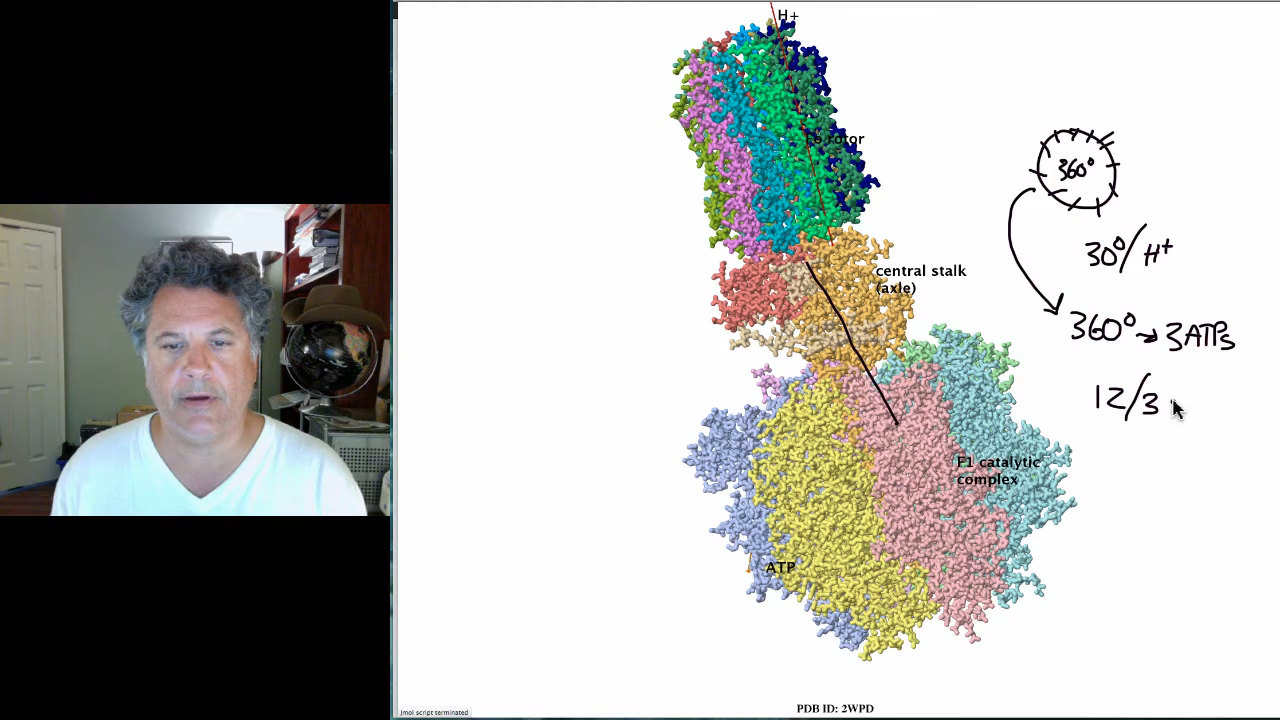 H+
F0 rotor
360°
30°/H+
central stalk
(axle)
360° → 3ATPs
12/3
F1 catalytic
complex
ATP
Jmol script terminated
PDB ID: 2WPD